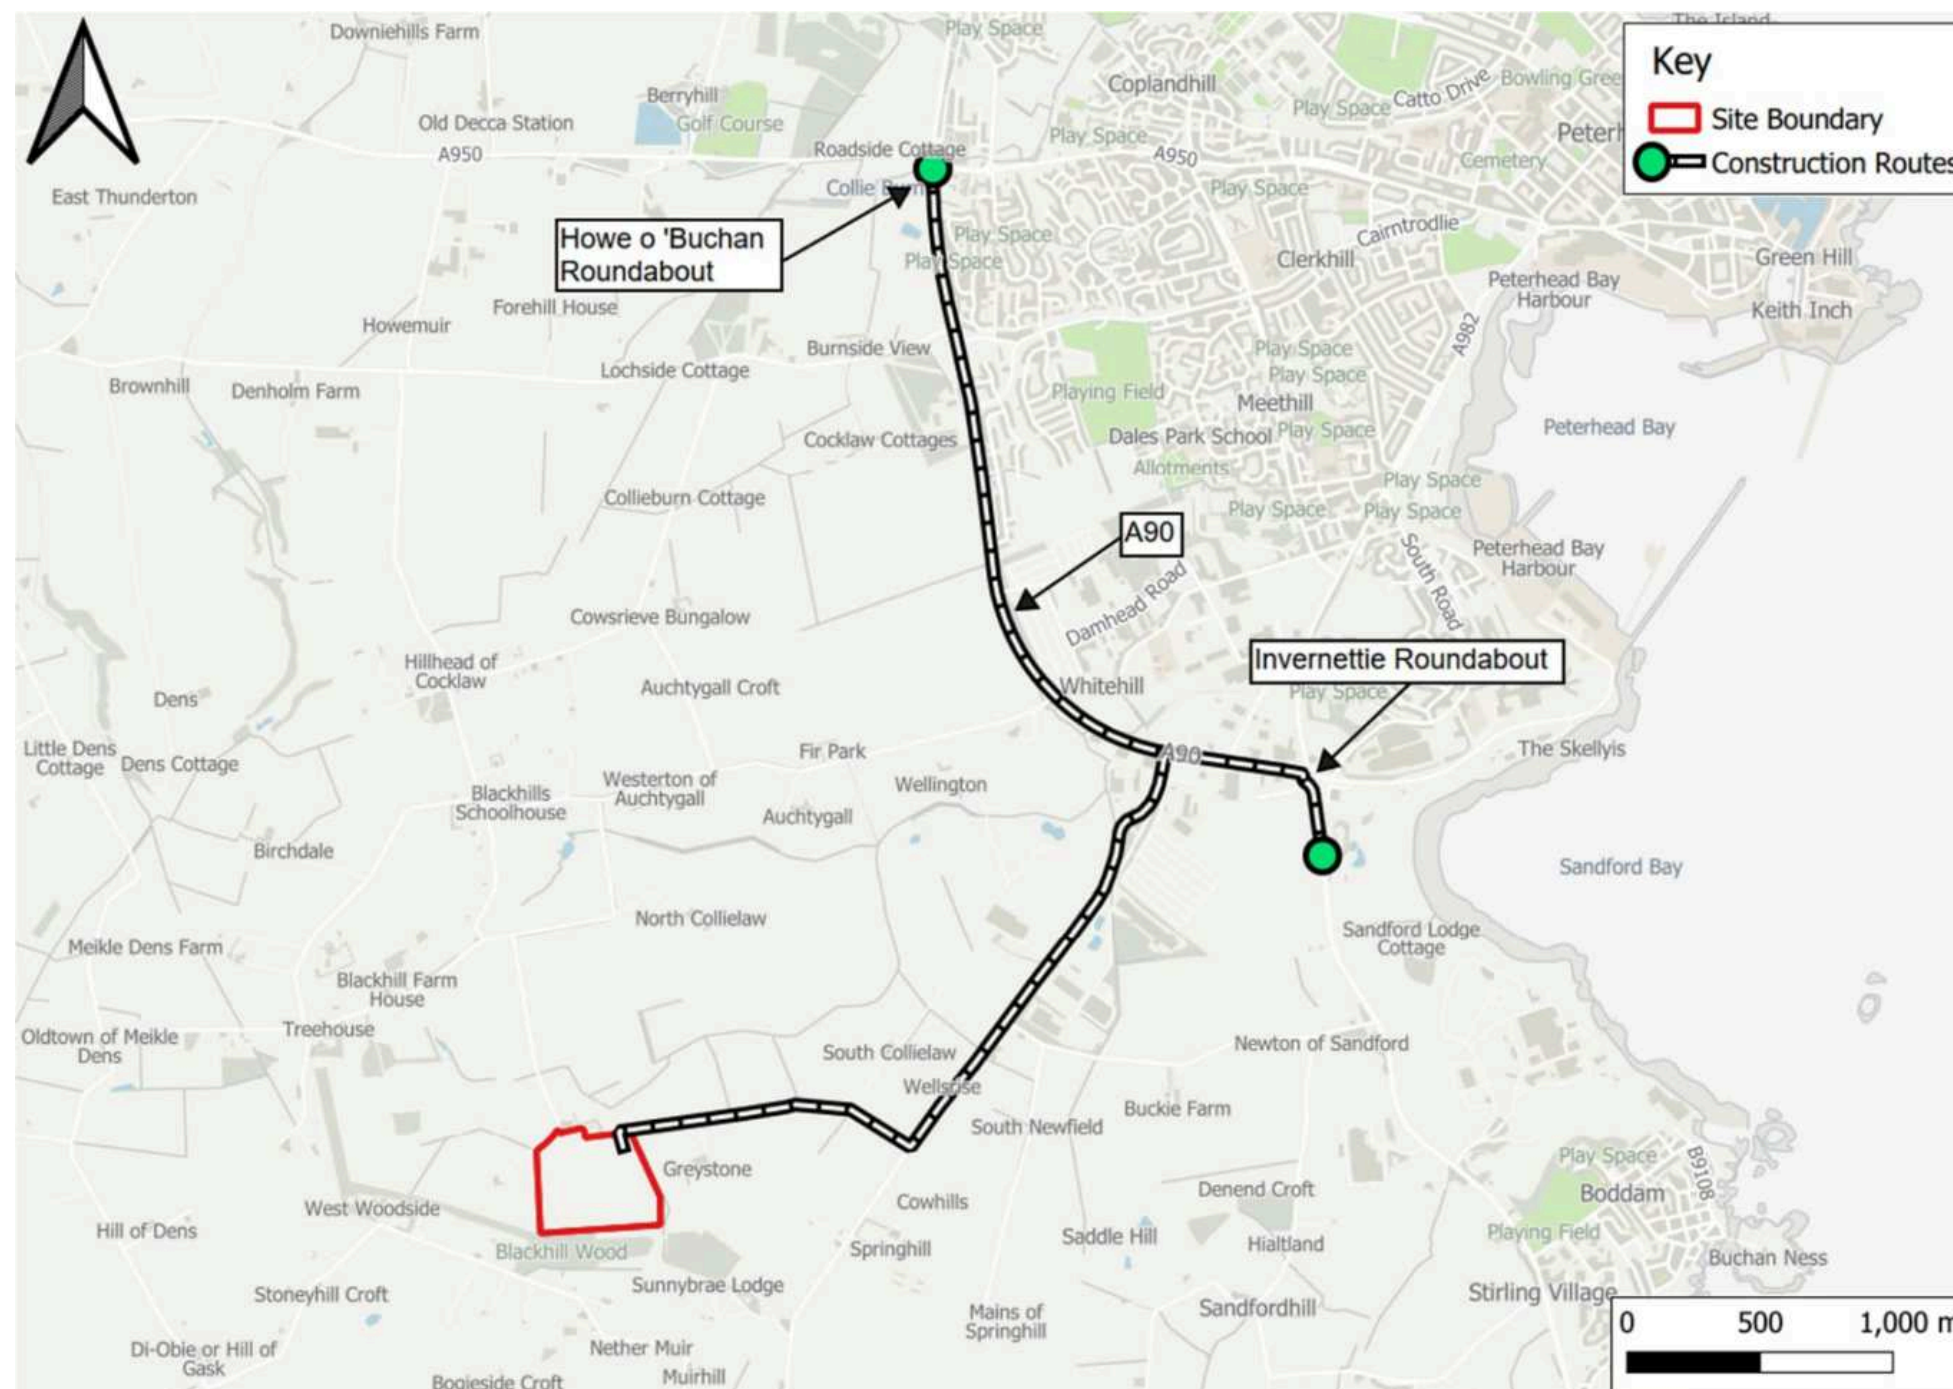 Downiehills Farm
Play Space
The Island
Key
Site Boundary
Construction Routes
Coplandhill
Catto Drive
Bowling Gree
Play Space
Berryhill
Golf Course
Old Decca Station
A950
Roadside Cottage
Play Space
A950
Cemetery
Peterh
East Thunterton
Collie Burn
Play Space
Howe o 'Buchan
Roundabout
Play Space
Play Space
Cairntrodlie
Clerkhill
Green Hill
Peterhead Bay
Harbour
Keith Inch
Forehill House
Howemuir
A982
Burnside View
Play Space
Lochside Cottage
Play Space
Brownhill
Denholm Farm
Playing Field
Meethill
Peterhead Bay
Cocklaw Cottages
Dales Park School
Play Space
Allotments
Play Space
Collieburn Cottage
Play Space
Play Space
A90
South Road
Peterhead Bay
Harbour
Damhead Road
Cowsrieve Bungalow
Hillhead of
Cocklaw
Invernettie Roundabout
Auchtygall Croft
Whitehill
Play Space
Dens
Little Dens
Cottage
Dens Cottage
Fir Park
A90
The Skellyis
Blackhills
Schoolhouse
Westerton of
Auchtygall
Wellington
Auchtygall
Birchdale
Sandford Bay
North Collielaw
Sandford Lodge
Cottage
Meikle Dens Farm
Blackhill Farm
House
Oldtown of Meikle
Dens
Treehouse
South Collielaw
Newton of Sandford
Wellsrise
Buckie Farm
South Newfield
Greystone
Play Space
B9108
Boddam
West Woodside
Cowhills
Denend Croft
Hill of Dens
Blackhill Wood
Springhill
Saddle Hill
Hialtland
Playing Field
Buchan Ness
Sunnybrae Lodge
Stoneyhill Croft
Mains of
Springhill
Sandfordhill
Stirling Village
Di-Obie or Hill of
Gask
Nether Muir
Muirhill
Bogieside Croft
0 500 1,000 m